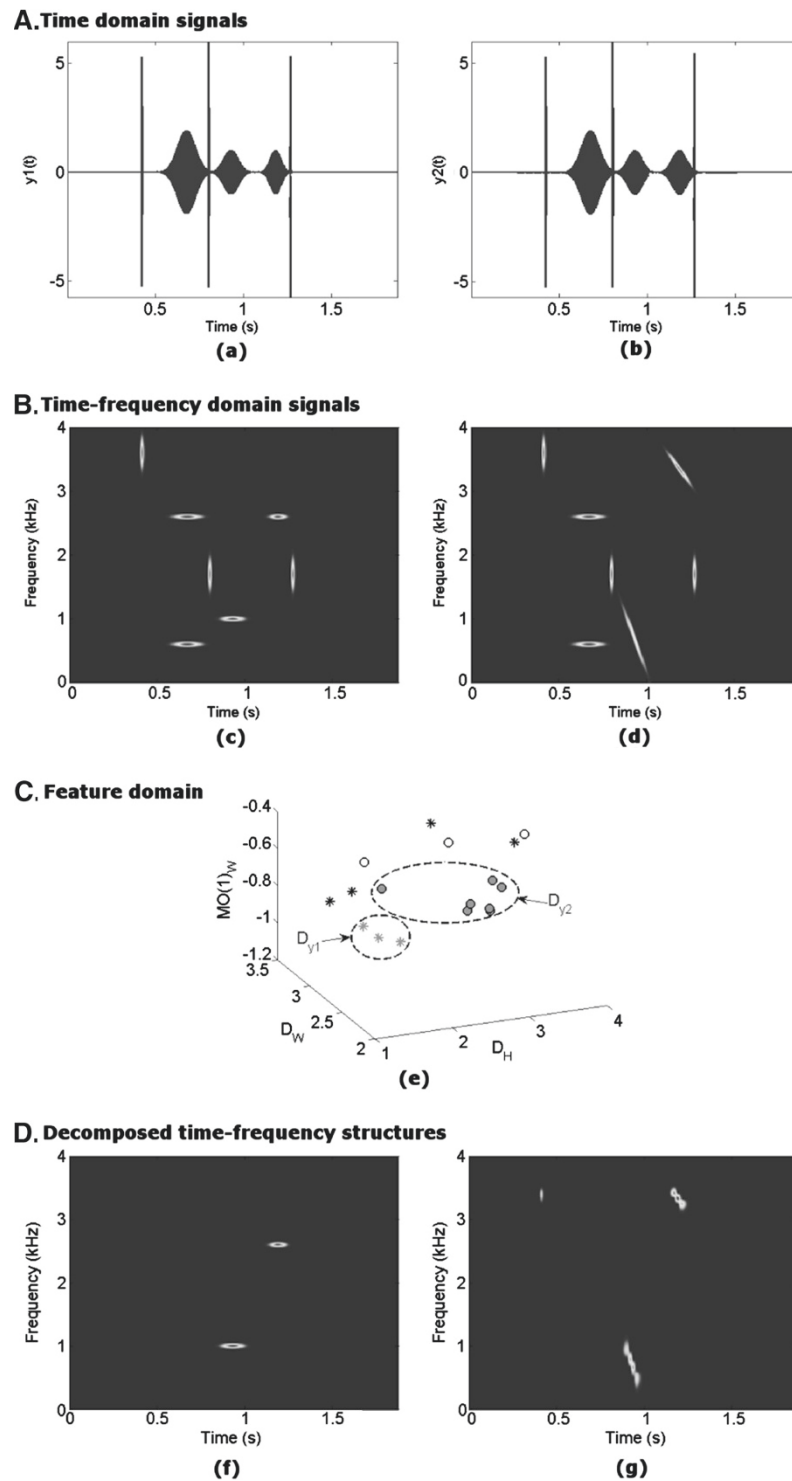 A. Time domain signals
5
0
-5
y1(t)
0.5 1 1.5
Time (s)
(a)
5
0
-5
y2(t)
0.5 1 1.5
Time (s)
(b)
B. Time-frequency domain signals
4
3
2
1
0
Frequency (kHz)
0 0.5 1 1.5
Time (s)
(c)
4
3
2
1
0
Frequency (kHz)
0 0.5 1 1.5
Time (s)
(d)
C. Feature domain
-0.4
-0.6
-0.8
-1
-1.2
MO(1)W
3.5
3
2.5
2
DW
1
2
3
4
DH
Dy1
Dy2
(e)
D. Decomposed time-frequency structures
4
3
2
1
0
Frequency (kHz)
0 0.5 1 1.5
Time (s)
(f)
4
3
2
1
0
Frequency (kHz)
0 0.5 1 1.5
Time (s)
(g)